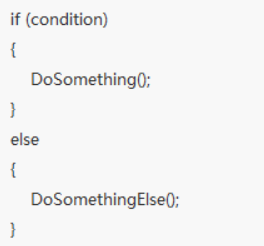 if (condition)
{
DoSomething();
}
else
{
DoSomethingElse();
}